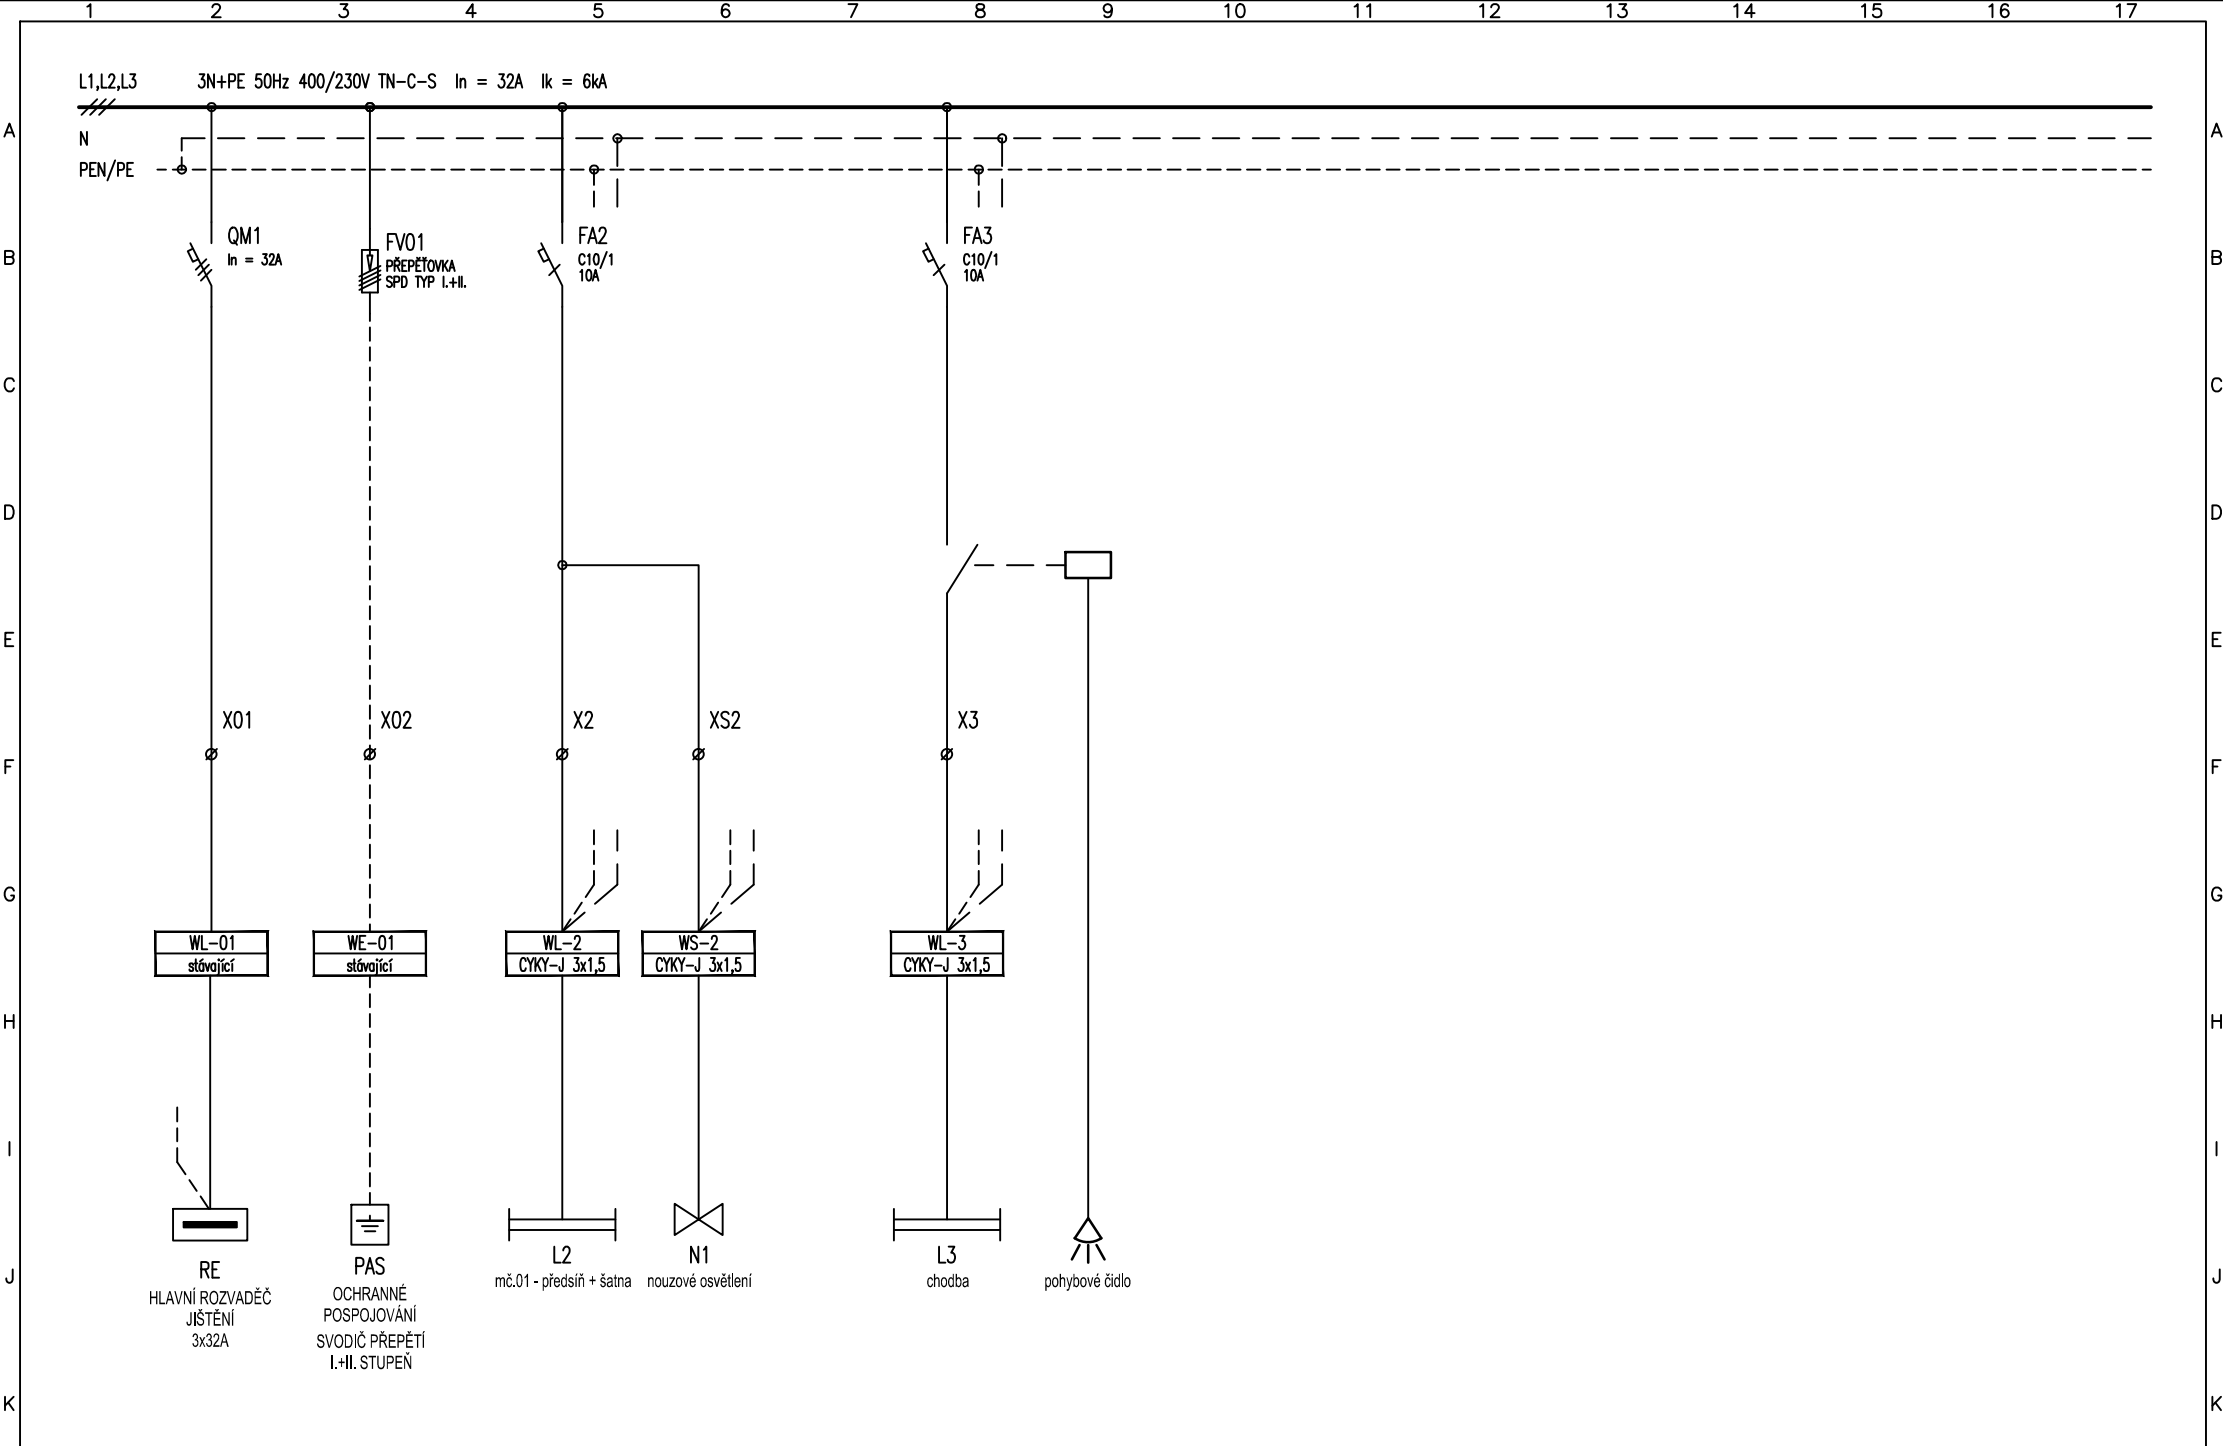 1 2 3 4 5 6 7 8 9 10 11 12 13 14 15 16 17
L1,L2,L3 3N+PE 50Hz 400/230V TN-C-S In = 32A Ik = 6kA
A A
N
PEN/PE
B B
QM1
In = 32A
FV01
PŘEPĚŤOVKA
SPD TYP I.+II.
FA2
C10/1
10A
FA3
C10/1
10A
C C
D D
E E
X01 X02 X2 XS2 X3
F F
G G
WL-01
stávající
WE-01
stávající
WL-2
CYKY-J 3x1,5
WS-2
CYKY-J 3x1,5
WL-3
CYKY-J 3x1,5
H H
I I
J J
RE
HLAVNÍ ROZVADĚČ
JIŠTĚNÍ
3x32A
PAS
OCHRANNÉ
POSPOJOVÁNÍ
SVODIČ PŘEPĚTÍ
I.+II. STUPEŇ
L2
mč.01 - předsíň + šatna
N1
nouzové osvětlení
L3
chodba
pohybové čidlo
K K